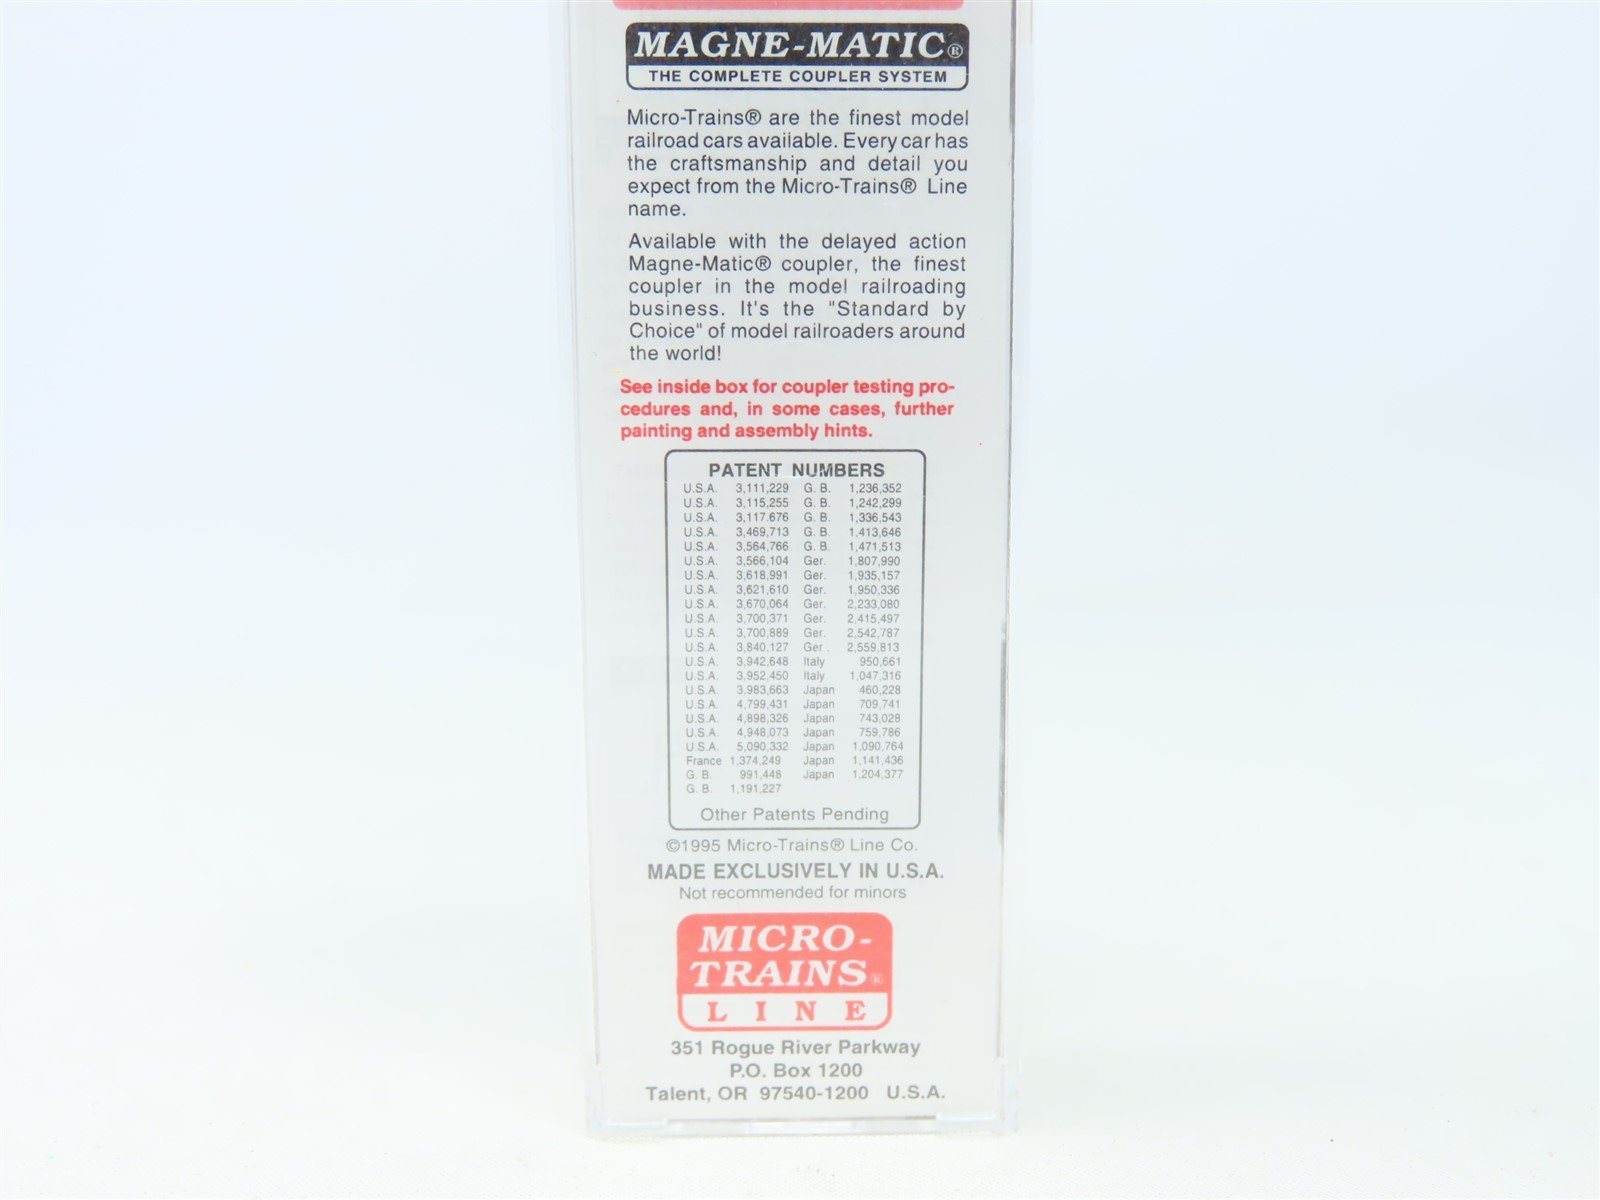 MAGNE-MATIC®
THE COMPLETE COUPLER SYSTEM
Micro-Trains® are the finest model
railroad cars available. Every car has
the craftsmanship and detail you
expect from the Micro-Trains® Line
name.
Available with the delayed action
Magne-Matic® coupler, the finest
coupler in the model railroading
business. It's the "Standard by
Choice" of model railroaders around
the world!
See inside box for coupler testing pro-
cedures and, in some cases, further
painting and assembly hints.
PATENT NUMBERS
U.S.A. 3,111,229 G. B. 1,236,352
U.S.A. 3,115,255 G. B. 1,242,299
U.S.A. 3,117.676 G. B. 1,336,543
U.S.A. 3,469,713 G. B. 1,413,646
U.S.A. 3,564,766 G. B. 1,471,513
U.S.A. 3,566,104 Ger. 1,807,990
U.S.A. 3,618,991 Ger. 1,935,157
U.S.A. 3,621,610 Ger. 1,950,336
U.S.A. 3,670,064 Ger. 2,233,080
U.S.A. 3,700,371 Ger. 2,415,497
U.S.A. 3,700,889 Ger. 2,542,787
U.S.A. 3,840,127 Ger . 2,559,813
U.S.A. 3,942,648 Italy 950,661
U.S.A. 3,952,450 Italy 1,047,316
U.S.A. 3,983,663 Japan 460,228
U.S.A. 4,799,431 Japan 709,741
U.S.A. 4,898,326 Japan 743,028
U.S.A. 4,948,073 Japan 759,786
U.S.A. 5,090,332 Japan 1,090,764
France 1,374,249 Japan 1,141,436
G. B. 991,448 Japan 1,204,377
G. B. 1,191,227
Other Patents Pending
©1995 Micro-Trains® Line Co.
MADE EXCLUSIVELY IN U.S.A.
Not recommended for minors
MICRO-
TRAINS®
LINE
351 Rogue River Parkway
P.O. Box 1200
Talent, OR 97540-1200 U.S.A.